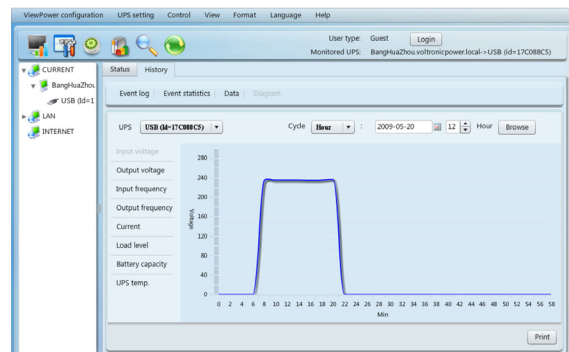 ViewPower configuration UPS setting Control View Format Language Help
User type: Guest Login
Monitored UPS: BangHuaZhou.voltronicpower.local->USB (id=17C088C5)
CURRENT
BangHuaZhou
USB (Id=1
LAN
INTERNET
Status History
Event log Event statistics Data Diagram
UPS USB (Id=17C088C5) Cycle Hour : 2009-05-20 12 Hour Browse
Input voltage
Output voltage
Input frequency
Output frequency
Current
Load level
Battery capacity
UPS temp.
Voltage
280
240
200
160
120
80
40
0
0 2 4 6 8 10 12 14 16 18 20 22 24 26 28 30 32 34 36 38 40 42 44 46 48 50 52 54 56 58
Min
Print